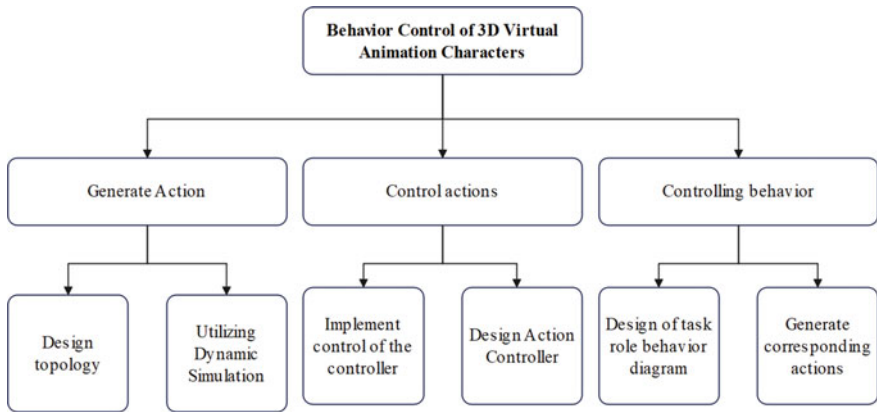 Behavior Control of 3D Virtual
Animation Characters
Generate Action
Control actions
Controlling behavior
Design
topology
Utilizing
Dynamic
Simulation
Implement
control of the
controller
Design Action
Controller
Design of task
role behavior
diagram
Generate
corresponding
actions